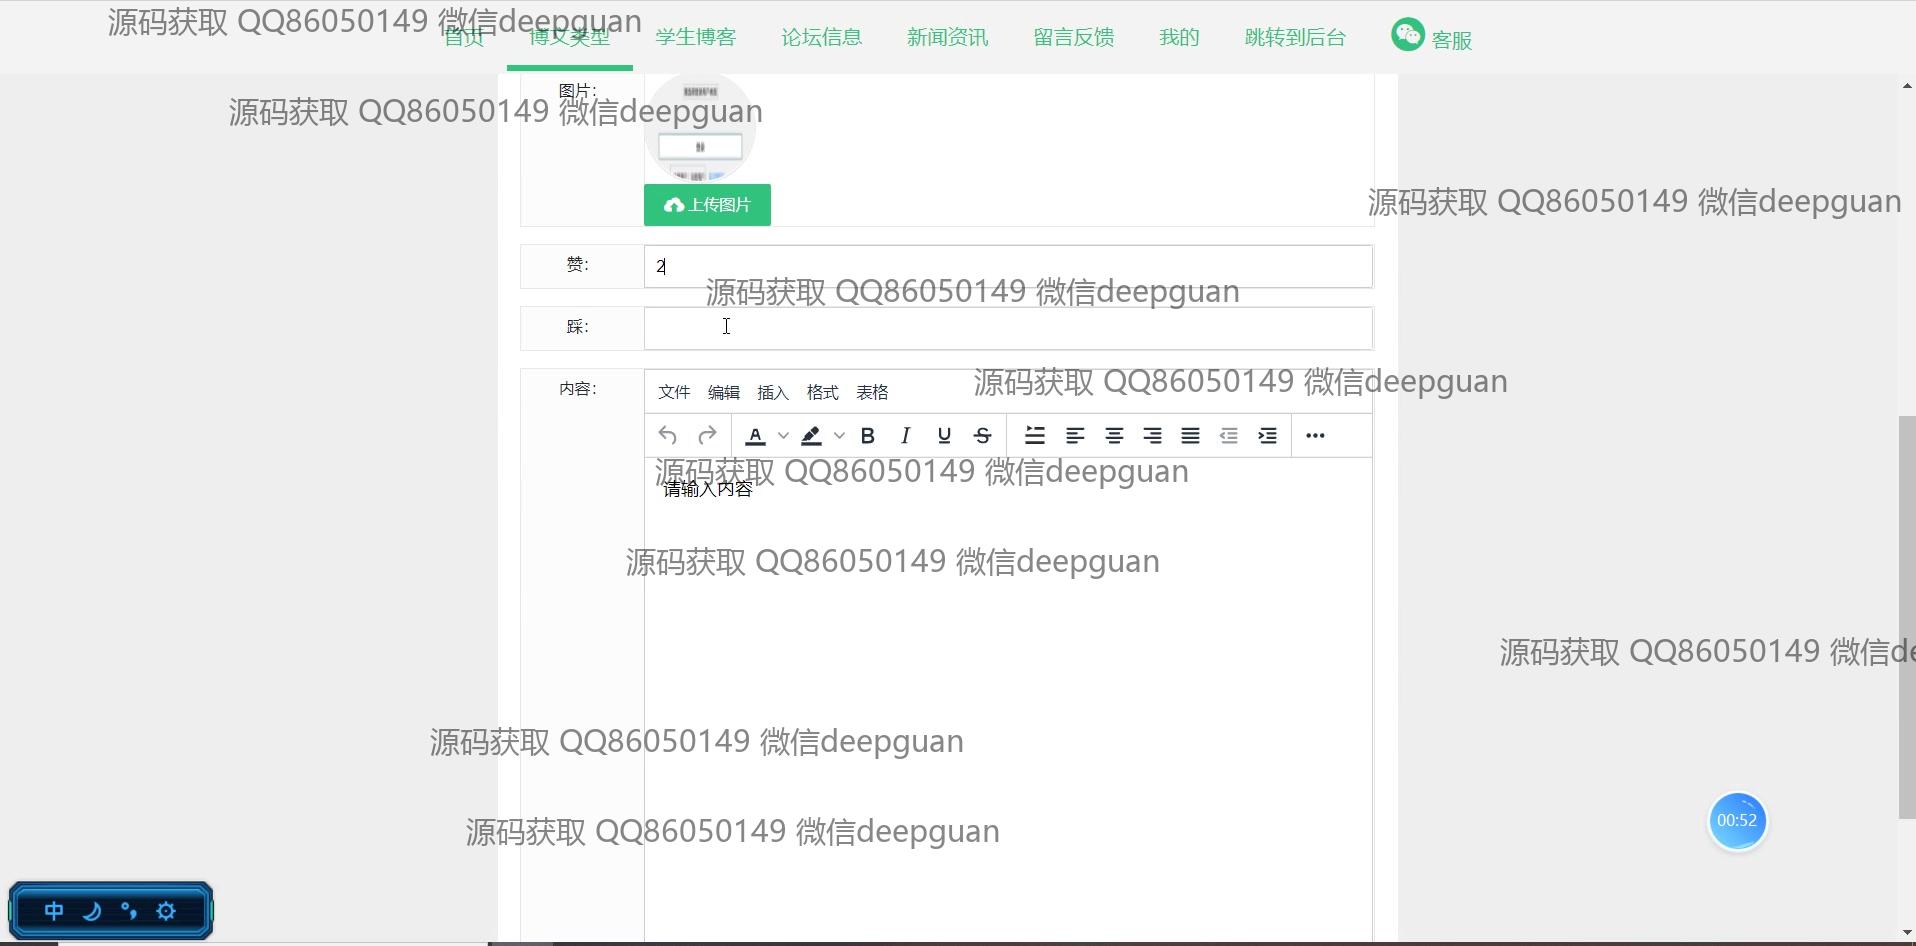 源码获取 QQ86050149 微信deepguan
首页 博文类型 学生博客 论坛信息 新闻资讯 留言反馈 我的 跳转到后台 客服
图片:
源码获取 QQ86050149 微信deepguan
源码获取 QQ86050149 微信deepguan
上传图片
赞: 2
源码获取 QQ86050149 微信deepguan
踩:
源码获取 QQ86050149 微信deepguan
内容: 文件 编辑 插入 格式 表格
A B I U S
源码获取 QQ86050149 微信deepguan
请输入内容
源码获取 QQ86050149 微信deepguan
源码获取 QQ86050149 微信de
源码获取 QQ86050149 微信deepguan
00:52
源码获取 QQ86050149 微信deepguan
中